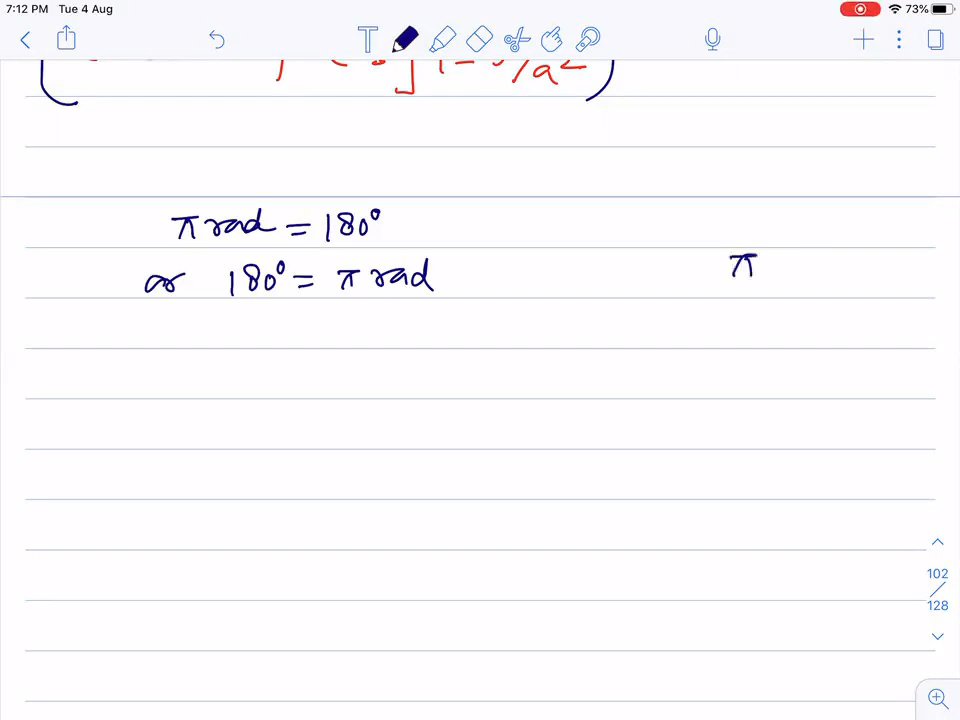 7:12 PM Tue 4 Aug
73%
π rad = 180°
or 180° = π rad
π
102
/
128